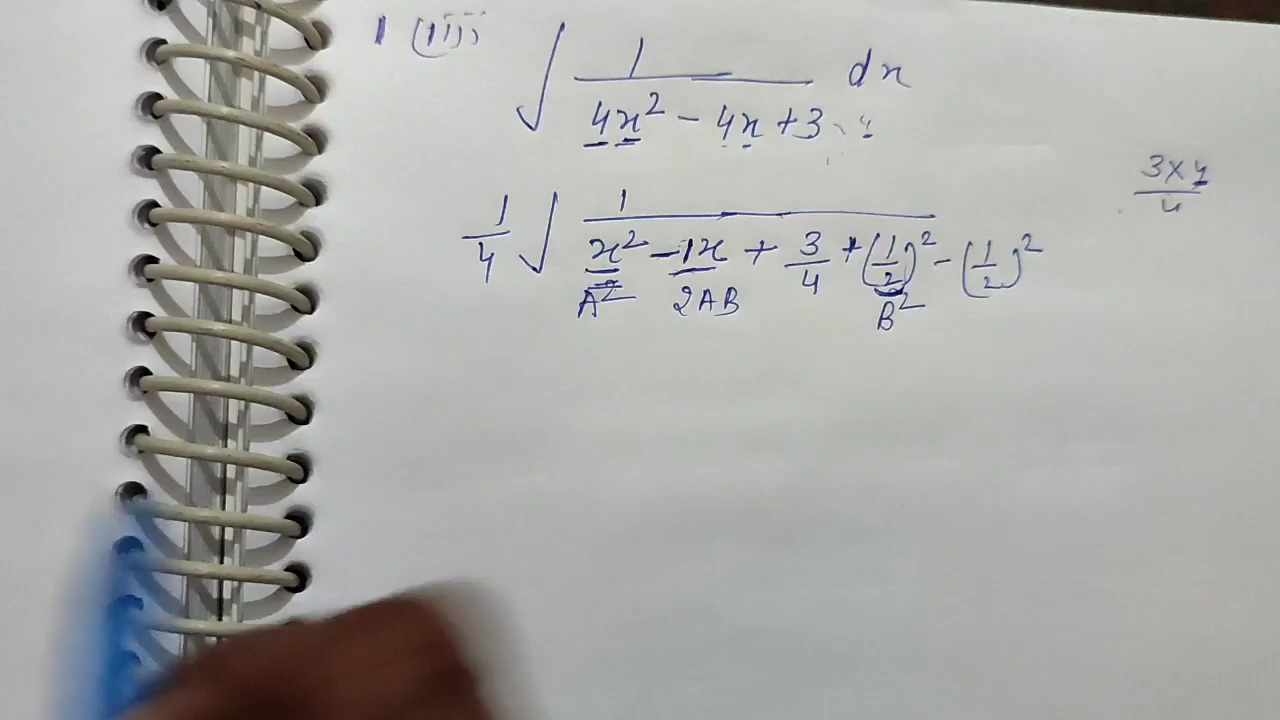 1 (iii) ∫ 1/(4x² - 4x + 3) dx
3×4/4
1/4 ∫ 1/(x² - 1x + 3/4 + (1/2)² - (1/2)²
A² 2AB B²